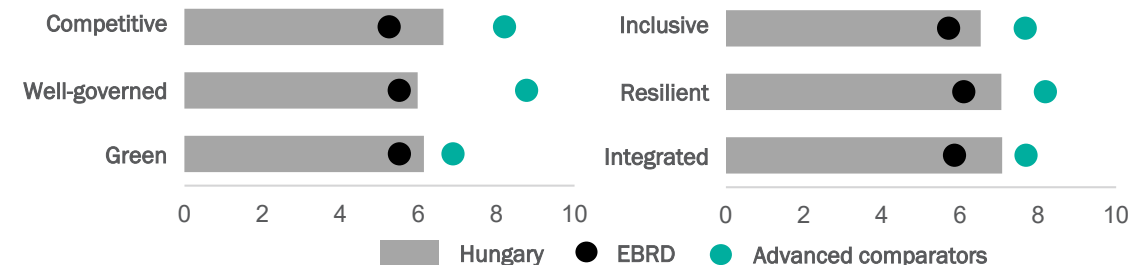 Competitive
Well-governed
Green
0 2 4 6 8 10
Inclusive
Resilient
Integrated
0 2 4 6 8 10
Hungary EBRD Advanced comparators